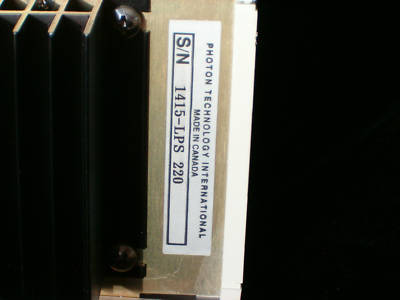 PHOTON TECHNOLOGY INTERNATIONAL
MADE IN CANADA
S/N 1415-LPS 220